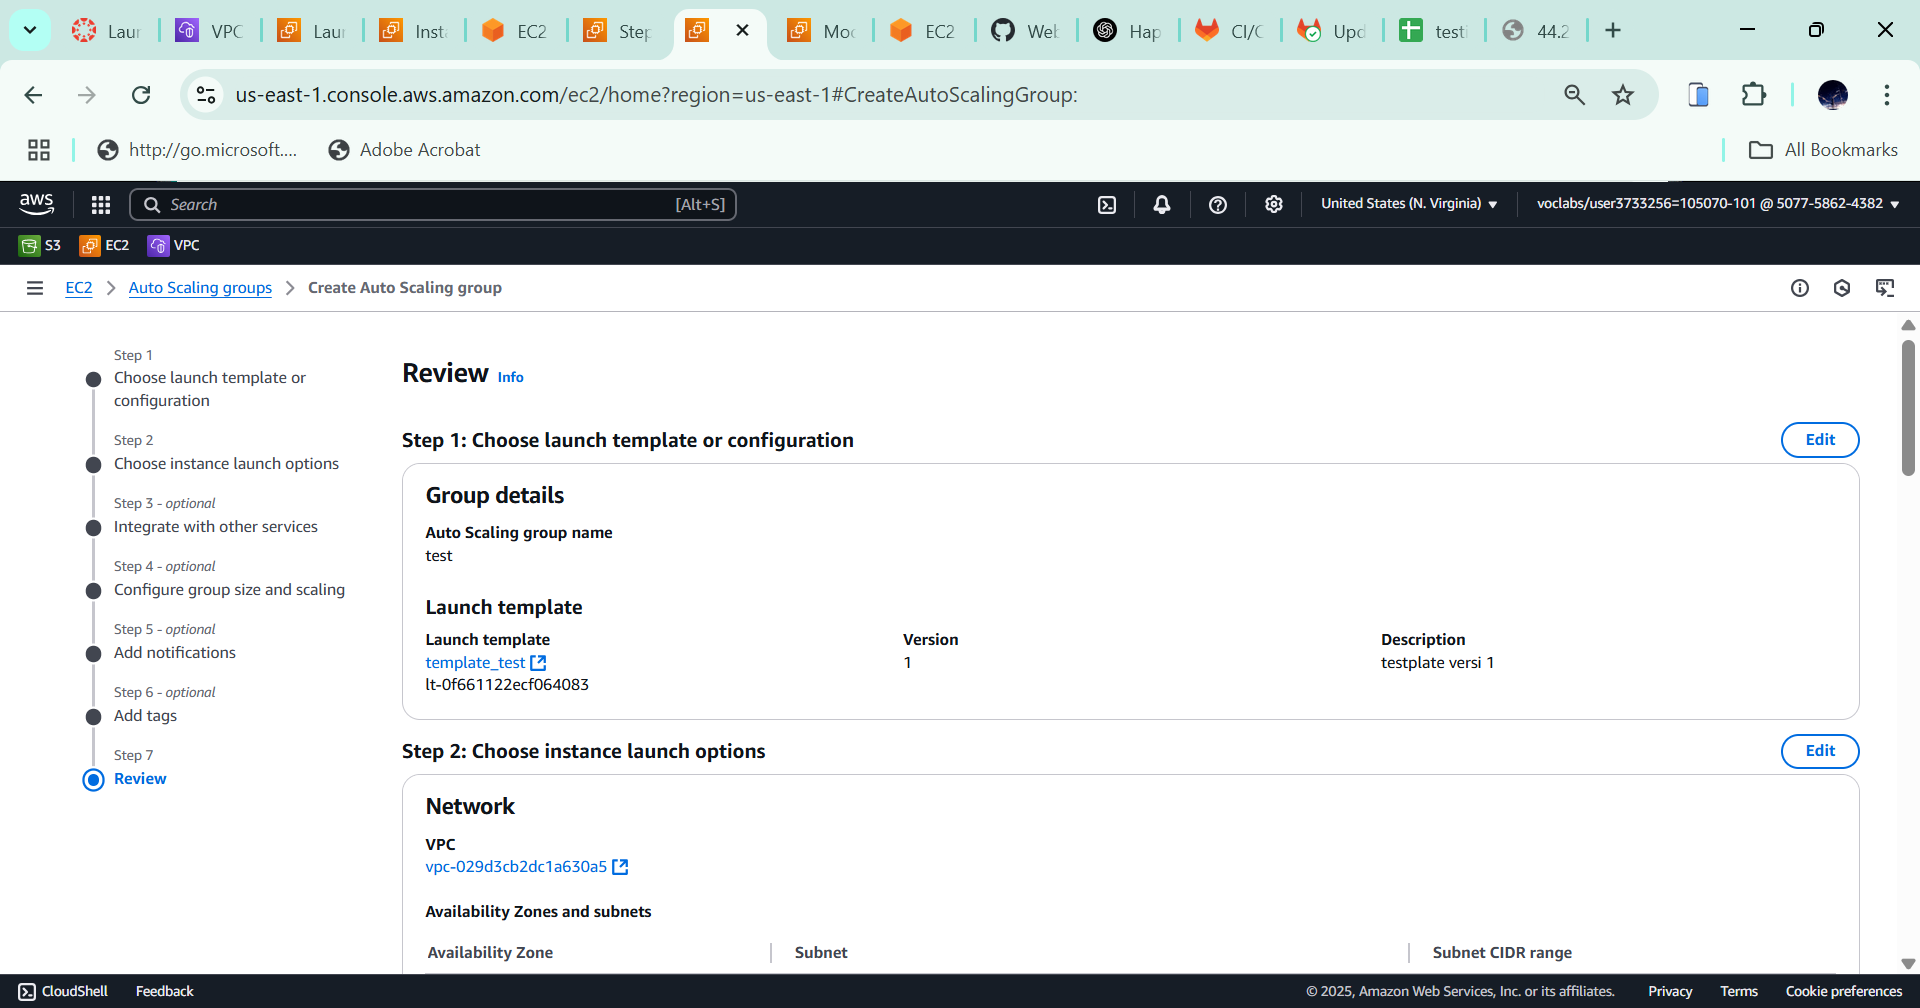 Laun
VPC
Laun
Insta
EC2
Step
Mod
EC2
Web
Hap
CI/C
Upd
testi
44.2
us-east-1.console.aws.amazon.com/ec2/home?region=us-east-1#CreateAutoScalingGroup:
http://go.microsoft....
Adobe Acrobat
All Bookmarks
aws
Search
[Alt+S]
United States (N. Virginia)
voclabs/user3733256=105070-101 @ 5077-5862-4382
S3
EC2
VPC
EC2
Auto Scaling groups
Create Auto Scaling group
Step 1
Choose launch template or
configuration
Step 2
Choose instance launch options
Step 3 - optional
Integrate with other services
Step 4 - optional
Configure group size and scaling
Step 5 - optional
Add notifications
Step 6 - optional
Add tags
Step 7
Review
Review Info
Step 1: Choose launch template or configuration
Edit
Group details
Auto Scaling group name
test
Launch template
Launch template
Version
Description
template_test
1
testplate versi 1
lt-0f661122ecf064083
Step 2: Choose instance launch options
Edit
Network
VPC
vpc-029d3cb2dc1a630a5
Availability Zones and subnets
Availability Zone
Subnet
Subnet CIDR range
CloudShell
Feedback
© 2025, Amazon Web Services, Inc. or its affiliates.
Privacy
Terms
Cookie preferences